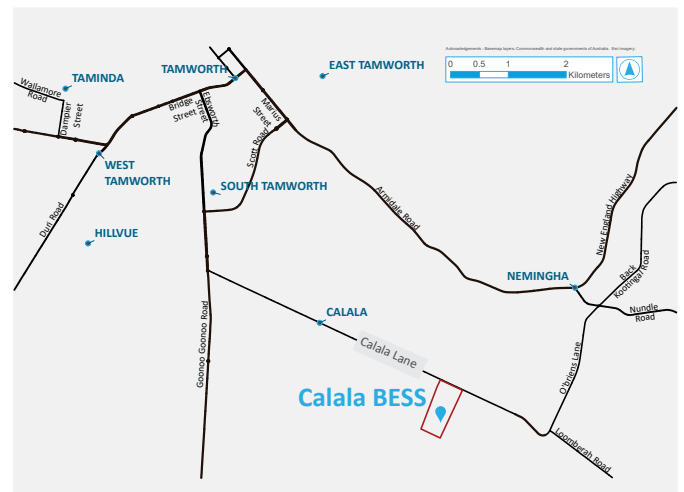 Acknowledgements - Basemap layers: Commonwealth and state governments of Australia. Esri imagery.
0 0.5 1 2
Kilometers
EAST TAMWORTH
TAMWORTH
TAMINDA
Wallamore
Road
Dampier
Street
Bridge
Street
Ebsworth
Street
Marius
Street
Scott Road
WEST
TAMWORTH
SOUTH TAMWORTH
Duri Road
HILLVUE
Armidale Road
New England Highway
NEMINGHA
Back
Kootingal Road
Nundle
Road
Goonoo Goonoo Road
CALALA
Calala Lane
O'briens Lane
Calala BESS
Loomberah Road